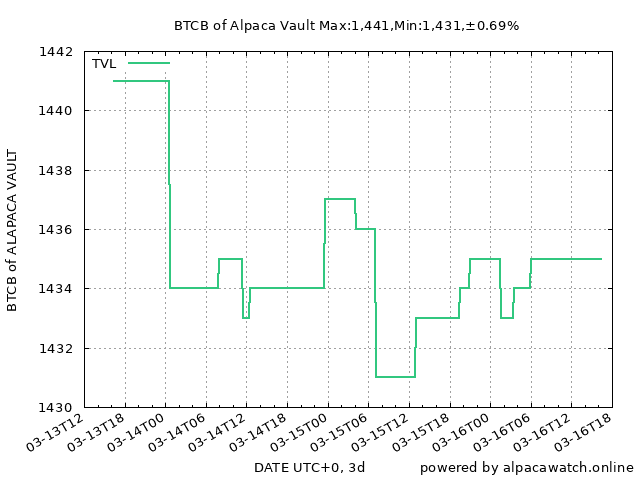 BTCB of Alpaca Vault Max:1,441,Min:1,431,±0.69%
TVL
1442
1440
1438
1436
1434
1432
1430
BTCB of ALAPACA VAULT
03-13T12
03-13T18
03-14T00
03-14T06
03-14T12
03-14T18
03-15T00
03-15T06
03-15T12
03-15T18
03-16T00
03-16T06
03-16T12
03-16T18
DATE UTC+0, 3d
powered by alpacawatch.online